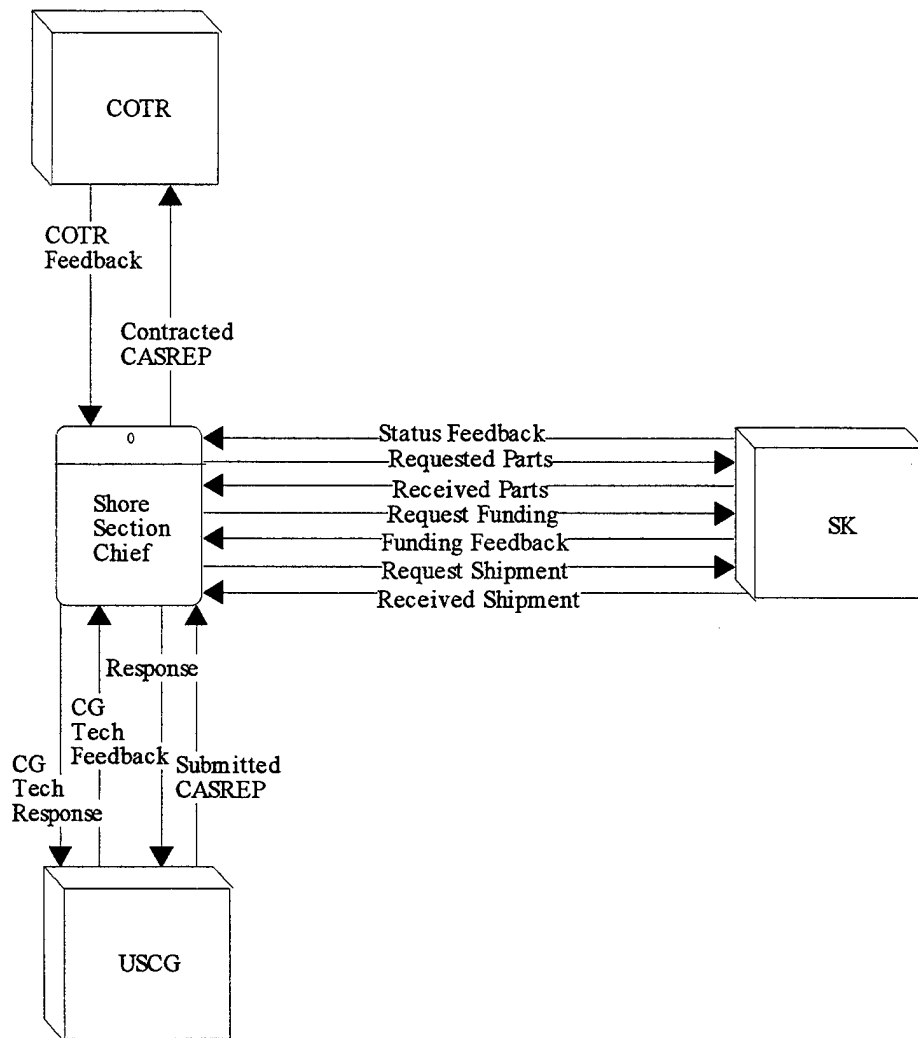 COTR
COTR
Feedback
Contracted
CASREP
0
Shore
Section
Chief
Status Feedback
Requested Parts
Received Parts
Request Funding
Funding Feedback
Request Shipment
Received Shipment
SK
Response
CG
Tech
Feedback
CG
Tech
Response
Submitted
CASREP
USCG